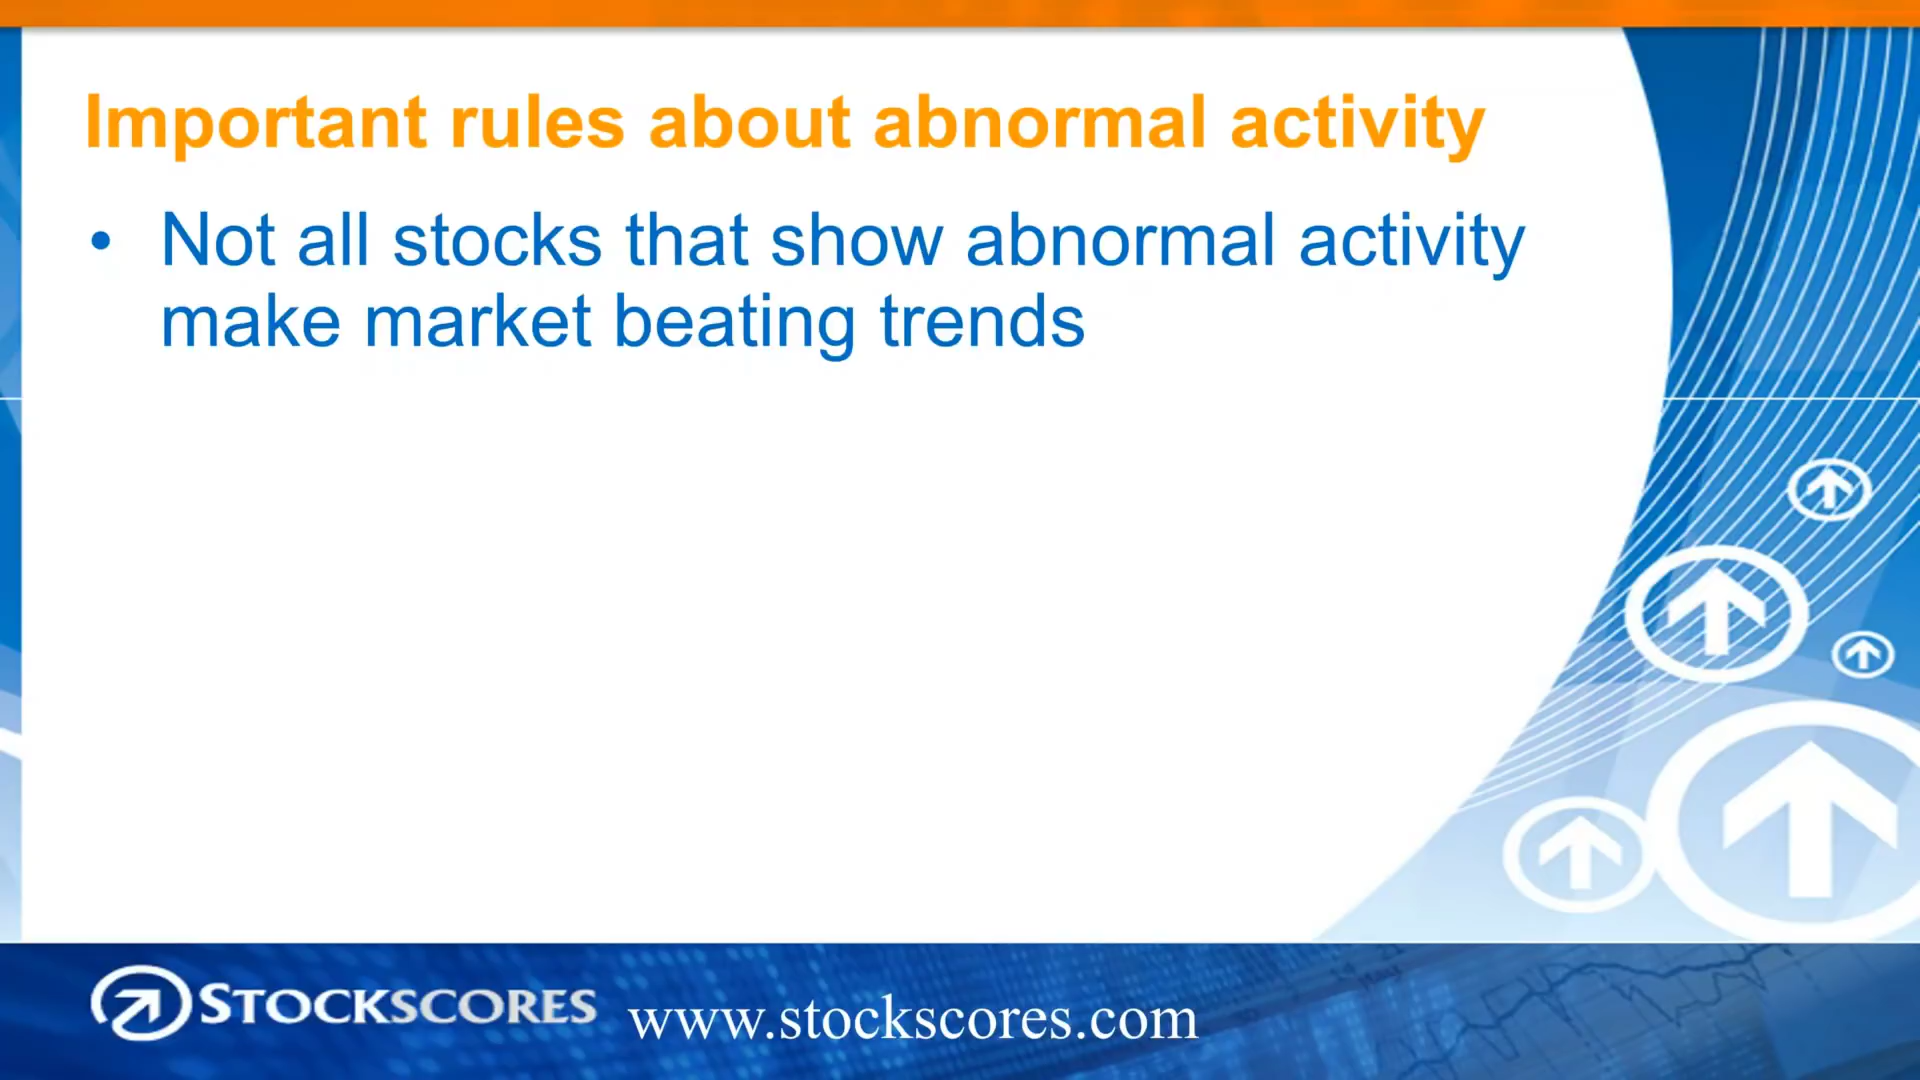 Important rules about abnormal activity
• Not all stocks that show abnormal activity
make market beating trends
STOCKSCORES www.stockscores.com